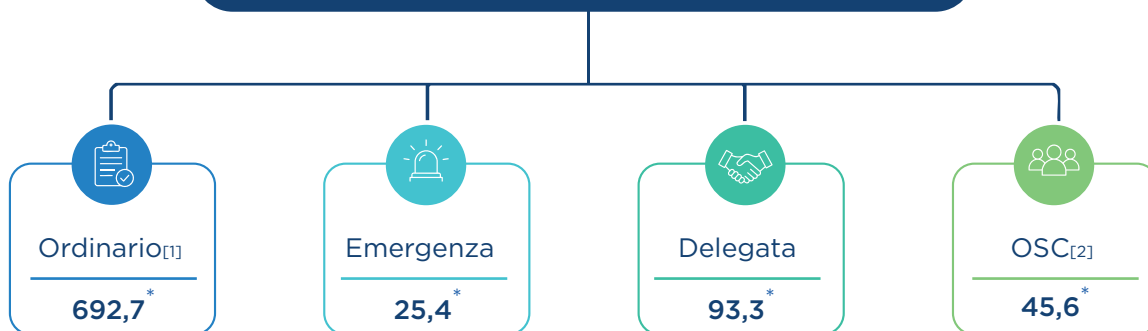 Ordinario[1]
692,7*
Emergenza
25,4*
Delegata
93,3*
OSC[2]
45,6*